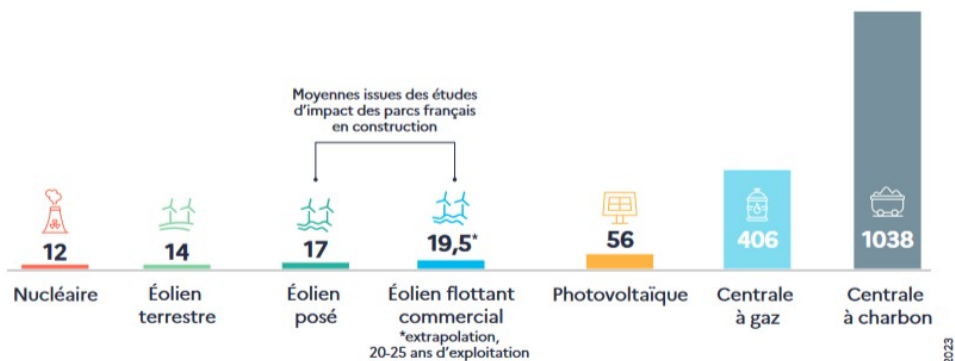 Moyennes issues des études
d'impact des parcs français
en construction
12
14
17
19,5*
56
406
1038
Nucléaire
Éolien
terrestre
Éolien
posé
Éolien flottant
commercial
*extrapolation,
20-25 ans d'exploitation
Photovoltaïque
Centrale
à gaz
Centrale
à charbon
2023